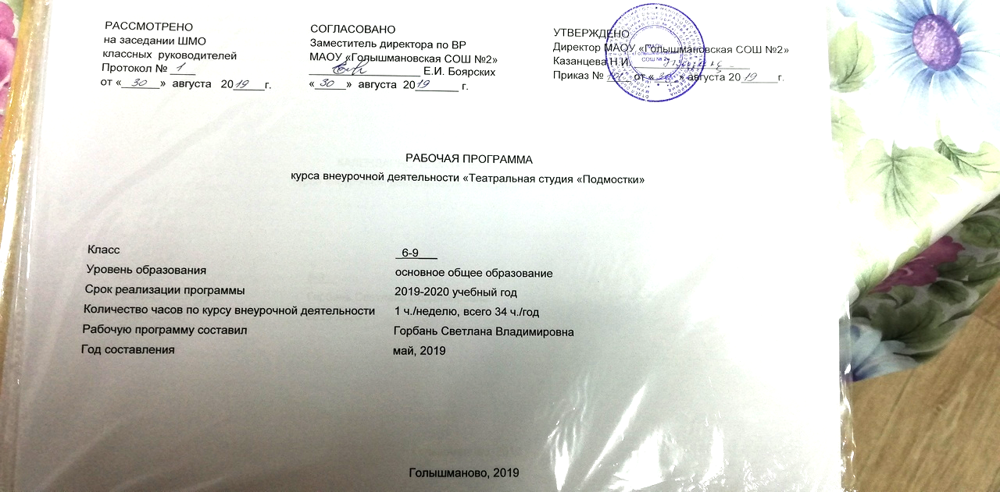 РАССМОТРЕНО
на заседании ШМО
классных руководителей
Протокол № 1
от «30» августа 2019 г.
СОГЛАСОВАНО
Заместитель директора по ВР
МАОУ «Голышмановская СОШ №2»
Е.И. Боярских
«30» августа 2019 г.
УТВЕРЖДЕНО
Директор МАОУ «Голышмановская СОШ №2»
Казанцева Н.И.
Приказ № от « » августа 2019 г.
РАБОЧАЯ ПРОГРАММА
курса внеурочной деятельности «Театральная студия «Подмостки»
Класс 6-9
Уровень образования основное общее образование
Срок реализации программы 2019-2020 учебный год
Количество часов по курсу внеурочной деятельности 1 ч./неделю, всего 34 ч./год
Рабочую программу составил Горбань Светлана Владимировна
Год составления май, 2019
Голышманово, 2019